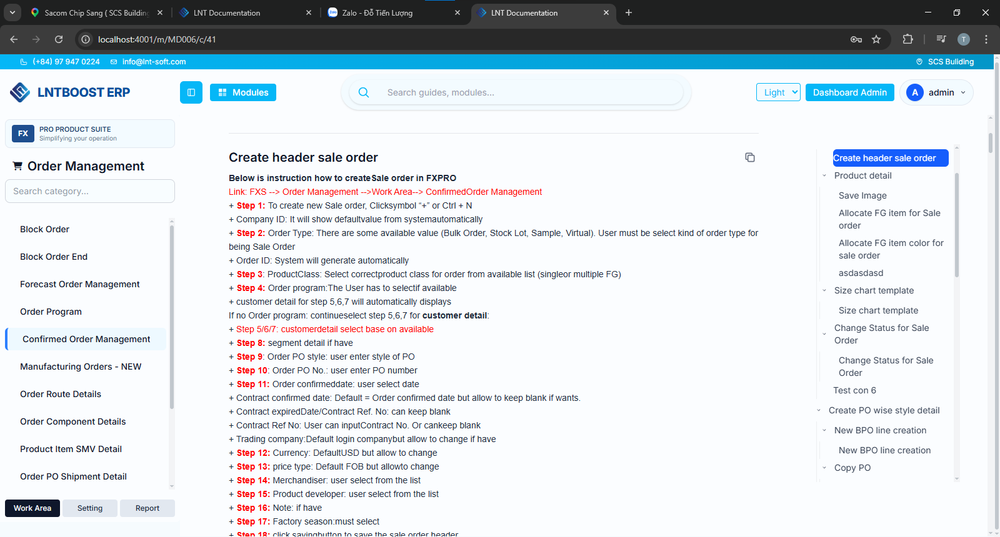 Sacom Chip Sang ( SCS Building
LNT Documentation
Zalo - Đỗ Tiến Lượng
LNT Documentation
localhost:4001/m/MD006/c/41
T
(+84) 97 947 0224
info@lnt-soft.com
SCS Buliding
LNTBOOST ERP
Modules
Search guides, modules...
Light
Dashboard Admin
A
admin
FX
PRO PRODUCT SUITE
Simplifying your operation
Order Management
Search category...
Block Order
Block Order End
Forecast Order Management
Order Program
Confirmed Order Management
Manufacturing Orders - NEW
Order Route Details
Order Component Details
Product Item SMV Detail
Order PO Shipment Detail
Work Area
Setting
Report
Create header sale order
Below is instruction how to createSale order in FXPRO
Link: FXS --> Order Management -->Work Area--> ConfirmedOrder Management
+ Step 1: To create new Sale order, Clicksymbol “+” or Ctrl + N
+ Company ID: It will show defaultvalue from systemautomatically
+ Step 2: Order Type: There are some available value (Bulk Order, Stock Lot, Sample, Virtual). User must be select kind of order type for
being Sale Order
+ Order ID: System will generate automatically
+ Step 3: ProductClass: Select correctproduct class for order from available list (singleor multiple FG)
+ Step 4: Order program:The User has to selectif available
+ customer detail for step 5,6,7 will automatically displays
If no Order program: continueselect step 5,6,7 for customer detail:
+ Step 5/6/7: customerdetail select base on available
+ Step 8: segment detail if have
+ Step 9: Order PO style: user enter style of PO
+ Step 10: Order PO No.: user enter PO number
+ Step 11: Order confirmeddate: user select date
+ Contract confirmed date: Default = Order confirmed date but allow to keep blank if wants.
+ Contract expiredDate/Contract Ref. No: can keep blank
+ Contract Ref No: User can inputContract No. Or cankeep blank
+ Trading company:Default login companybut allow to change if have
+ Step 12: Currency: DefaultUSD but allow to change
+ Step 13: price type: Default FOB but allowto change
+ Step 14: Merchandiser: user select from the list
+ Step 15: Product developer: user select from the list
+ Step 16: Note: if have
+ Step 17: Factory season:must select
+ Step 18: click savingbutton to save the sale order header
Create header sale order
Product detail
Save Image
Allocate FG item for Sale
order
Allocate FG item color for
sale order
asdasdasd
Size chart template
Size chart template
Change Status for Sale
Order
Change Status for Sale
Order
Test con 6
Create PO wise style detail
New BPO line creation
New BPO line creation
Copy PO